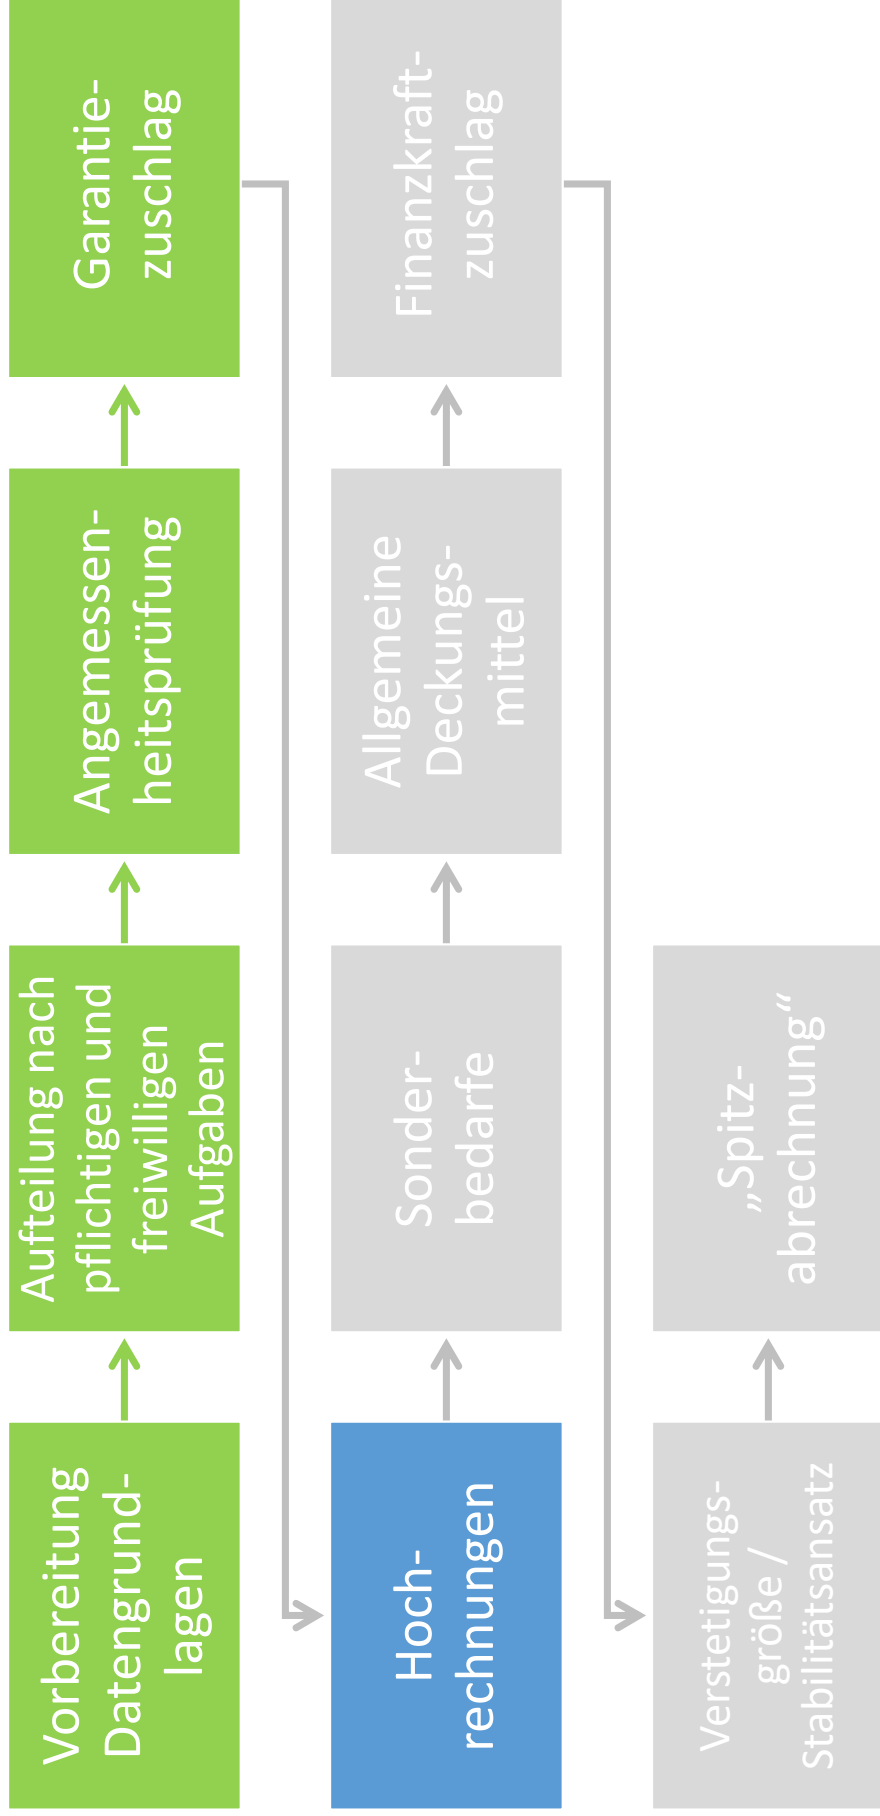 Vorbereitung
Datengrund-
lagen
Aufteilung nach
pflichtigen und
freiwilligen
Aufgaben
Angemessen-
heitsprüfung
Garantie-
zuschlag
Hoch-
rechnungen
Sonder-
bedarfe
Allgemeine
Deckungs-
mittel
Finanzkraft-
zuschlag
Verstetigungs-
größe /
Stabilitätsansatz
„Spitz-
abrechnung“